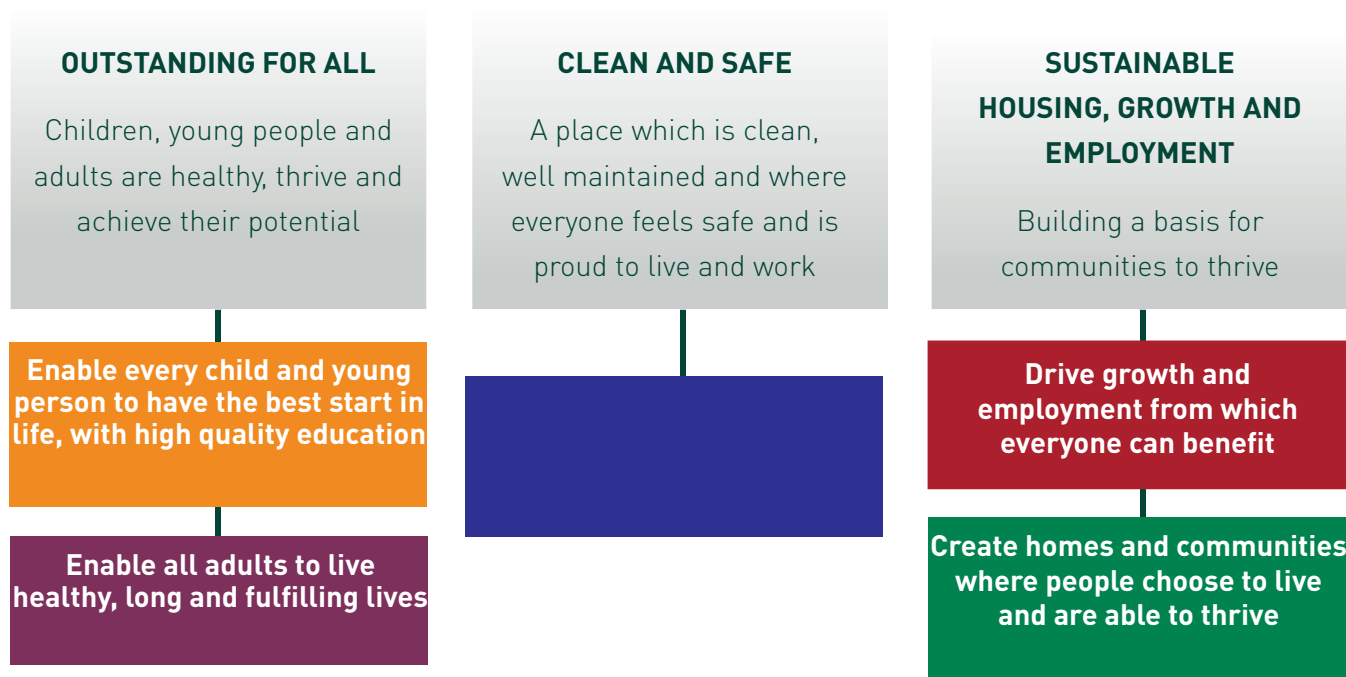 OUTSTANDING FOR ALL
Children, young people and
adults are healthy, thrive and
achieve their potential
Enable every child and young
person to have the best start in
life, with high quality education
Enable all adults to live
healthy, long and fulfilling lives
CLEAN AND SAFE
A place which is clean,
well maintained and where
everyone feels safe and is
proud to live and work
SUSTAINABLE
HOUSING, GROWTH AND
EMPLOYMENT
Building a basis for
communities to thrive
Drive growth and
employment from which
everyone can benefit
Create homes and communities
where people choose to live
and are able to thrive